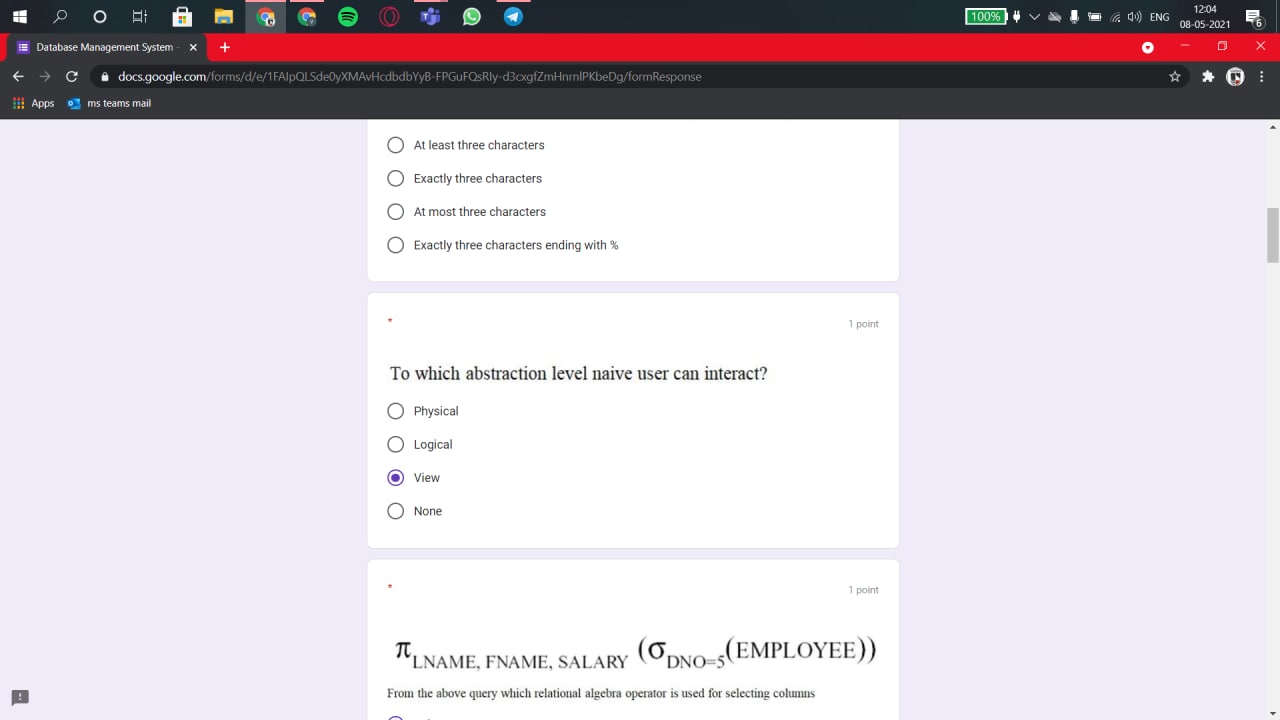 100%
ENG
12:04
08-05-2021
6
Database Management System -
docs.google.com/forms/d/e/1FAIpQLSde0yXMAvHcdbdbYyB-FPGuFQsRIy-d3cxgfZmHnrnlPKbeDg/formResponse
Apps
ms teams mail
At least three characters
Exactly three characters
At most three characters
Exactly three characters ending with %
*
1 point
To which abstraction level naive user can interact?
Physical
Logical
View
None
*
1 point
π LNAME, FNAME, SALARY (σ DNO=5(EMPLOYEE))
From the above query which relational algebra operator is used for selecting columns